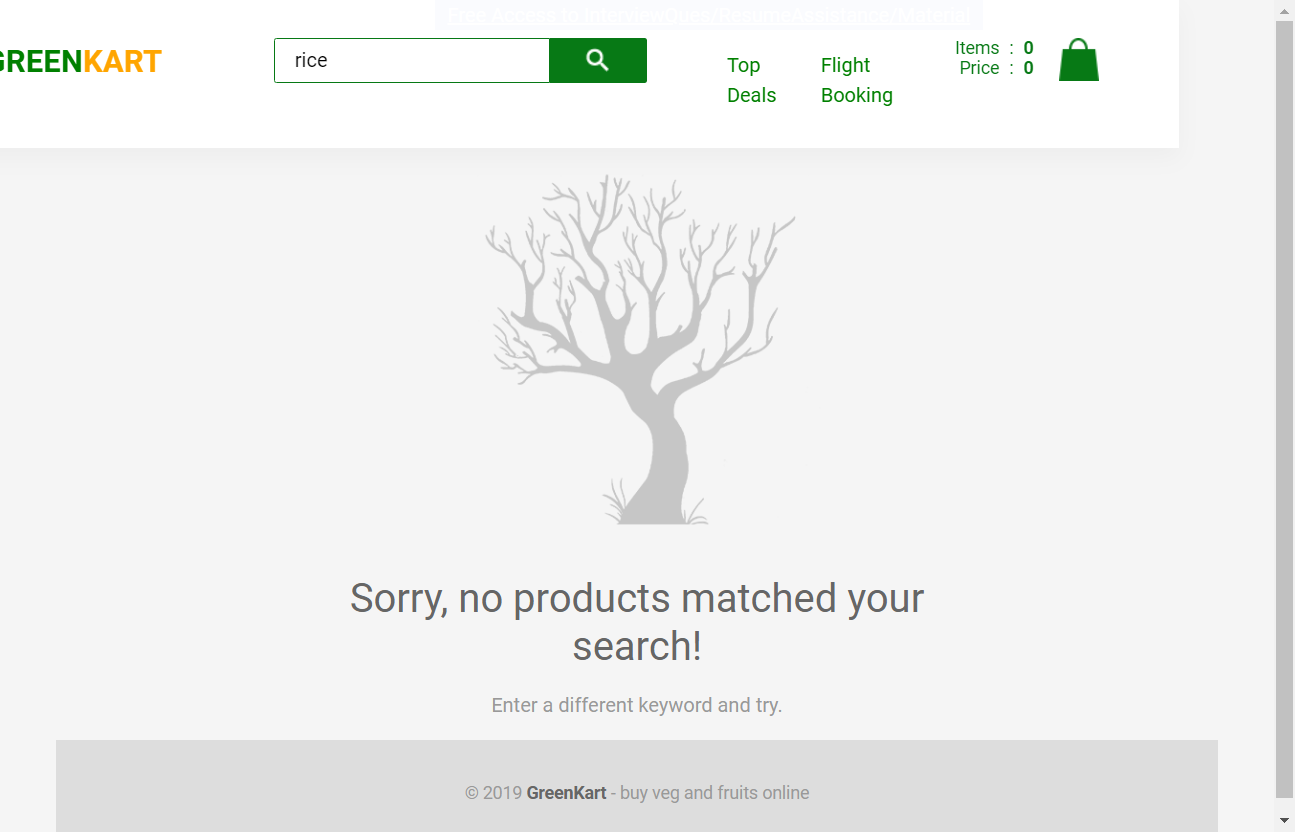 Free Access to InterviewQues/ResumeAssistance/Material
GREENKART
rice
Top
Deals
Flight
Booking
Items : 0
Price : 0
Sorry, no products matched your
search!
Enter a different keyword and try.
© 2019 GreenKart - buy veg and fruits online